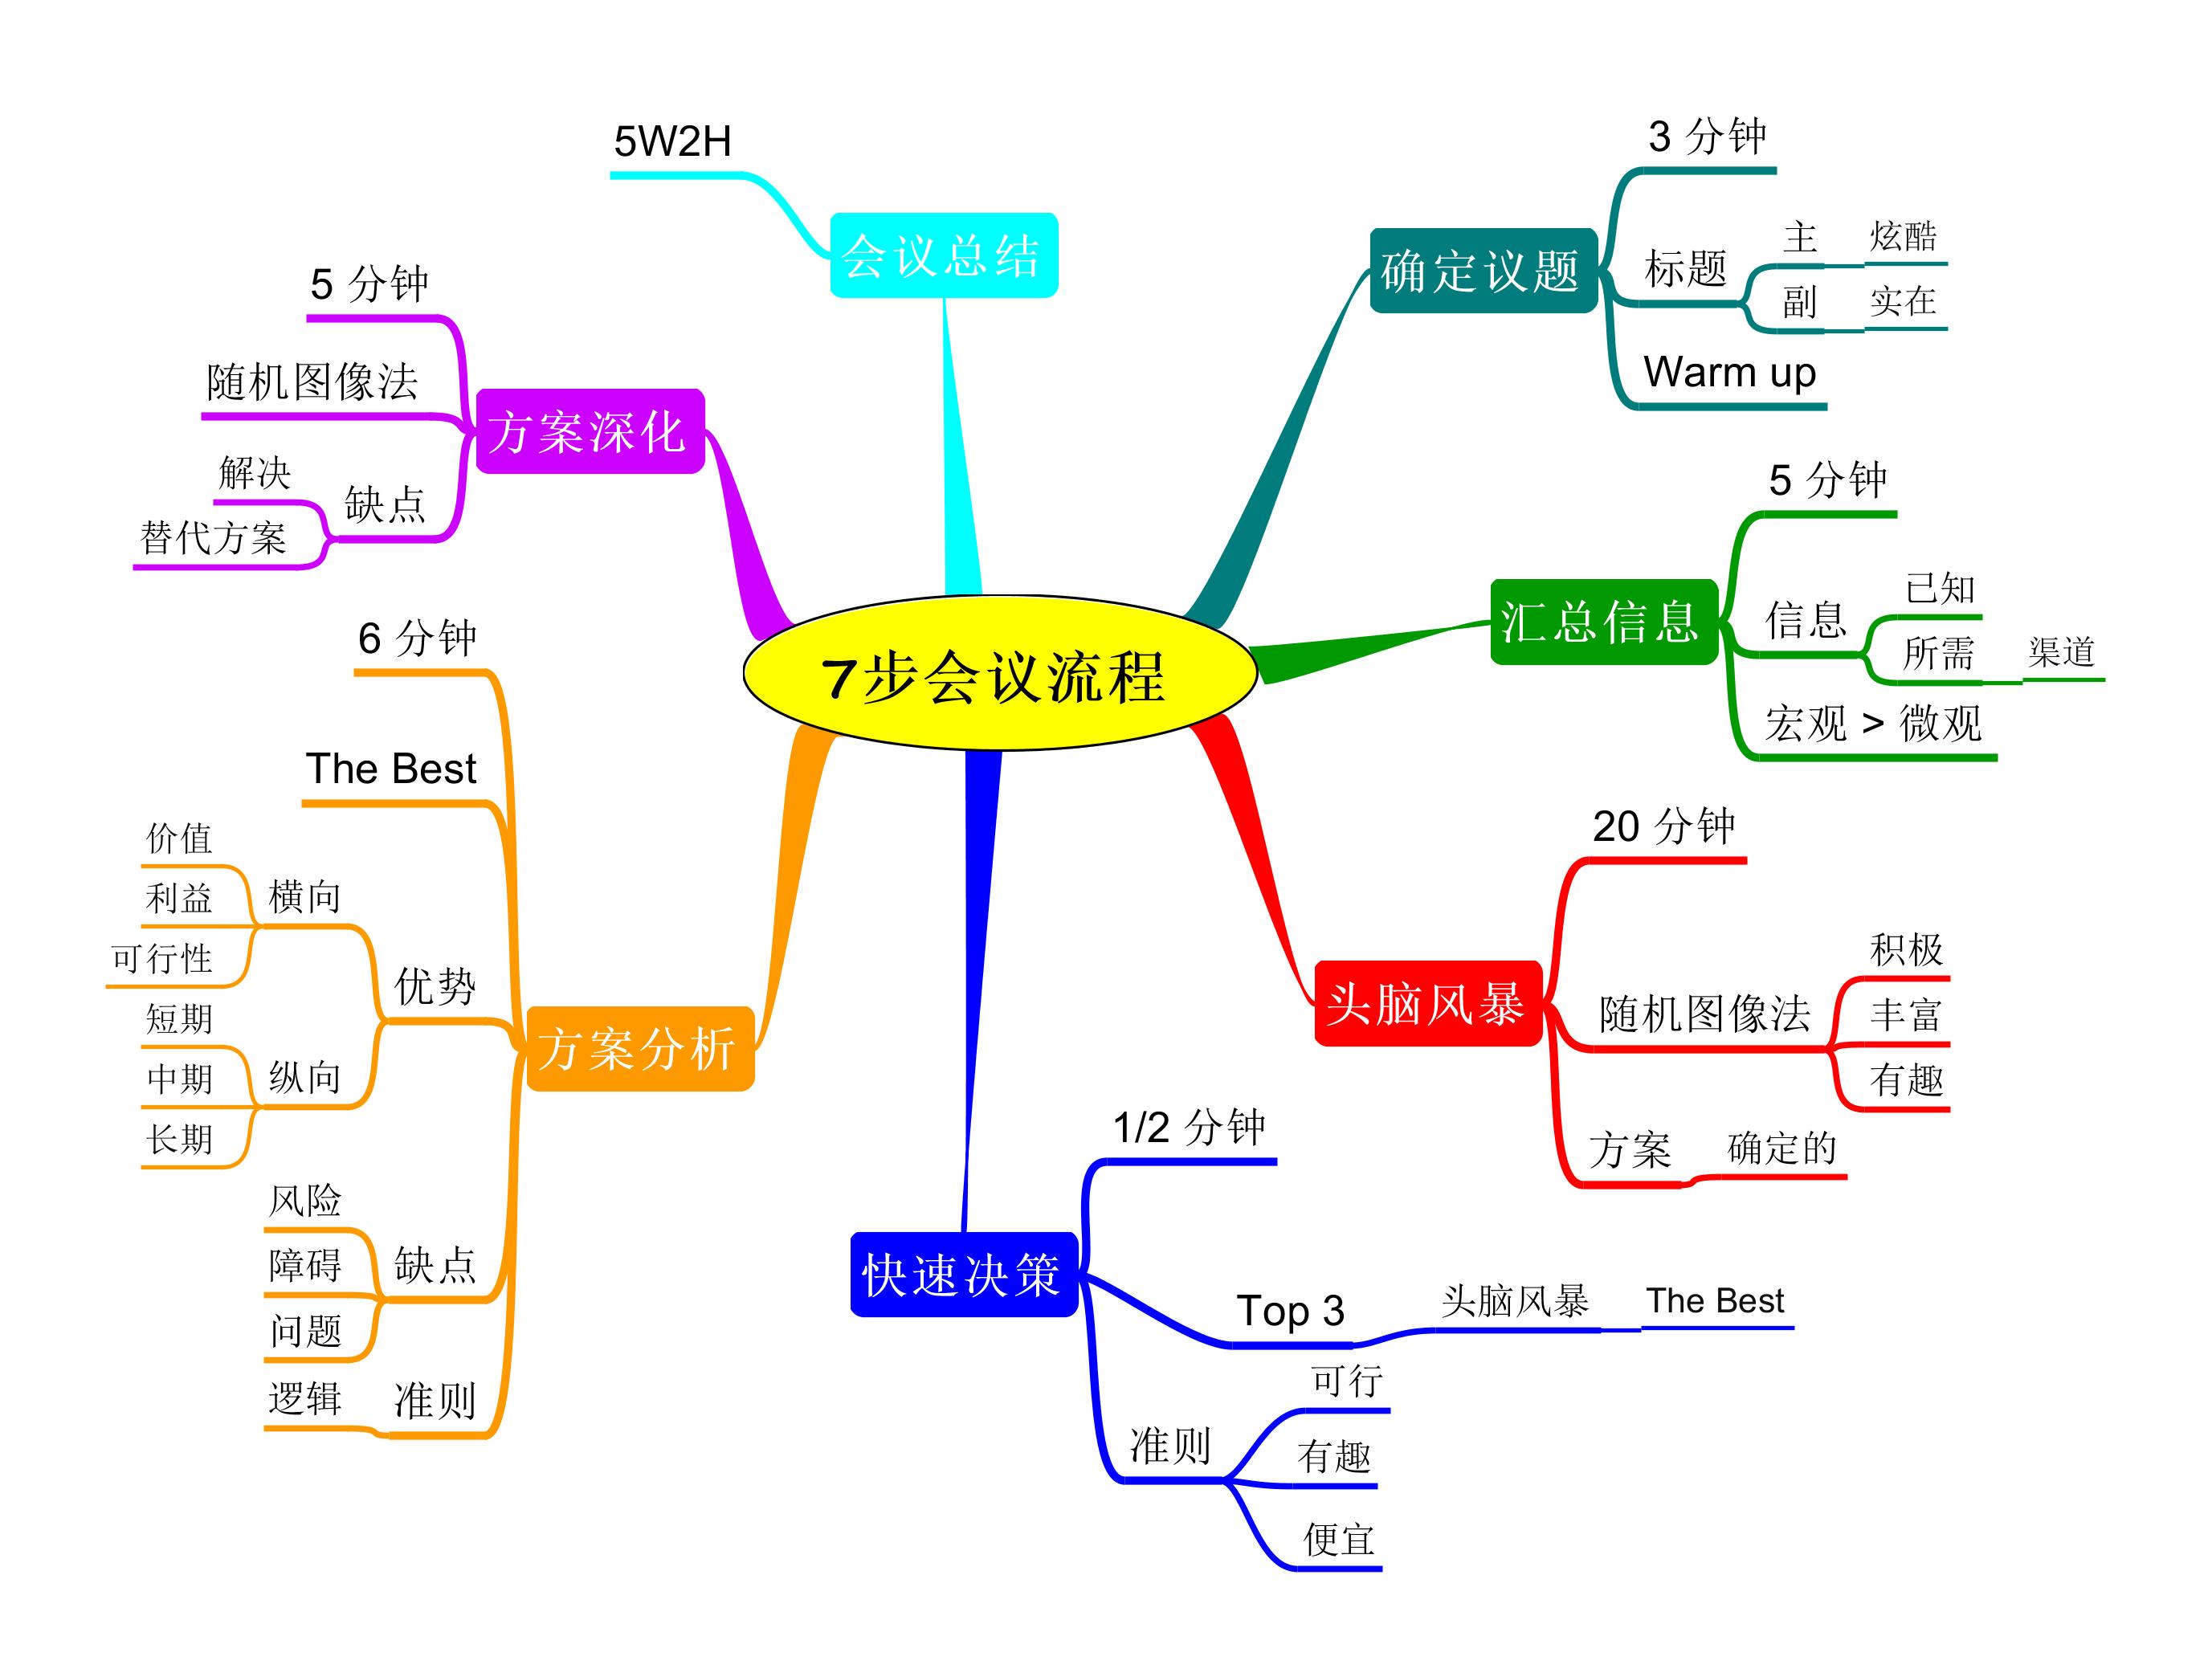 7步会议流程
确定议题
3 分钟
标题
主
炫酷
副
实在
Warm up
汇总信息
5 分钟
信息
已知
所需
渠道
宏观 > 微观
头脑风暴
20 分钟
随机图像法
积极
丰富
有趣
方案
确定的
快速决策
1/2 分钟
Top 3
头脑风暴
The Best
准则
可行
有趣
便宜
方案分析
6 分钟
The Best
优势
横向
价值
利益
可行性
纵向
短期
中期
长期
缺点
风险
障碍
问题
准则
逻辑
方案深化
5 分钟
随机图像法
缺点
解决
替代方案
会议总结
5W2H